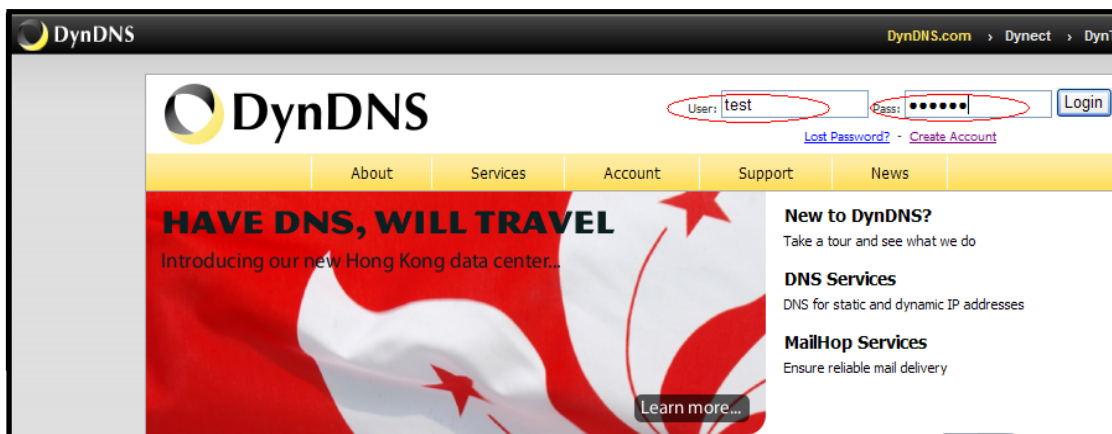 DynDNS
DynDNS.com › Dynect ›
DynDNS
User: test Pass: ●●●●●● Login
Lost Password? - Create Account
About Services Account Support News
HAVE DNS, WILL TRAVEL
Introducing our new Hong Kong data center...
Learn more...
New to DynDNS?
Take a tour and see what we do
DNS Services
DNS for static and dynamic IP addresses
MailHop Services
Ensure reliable mail delivery